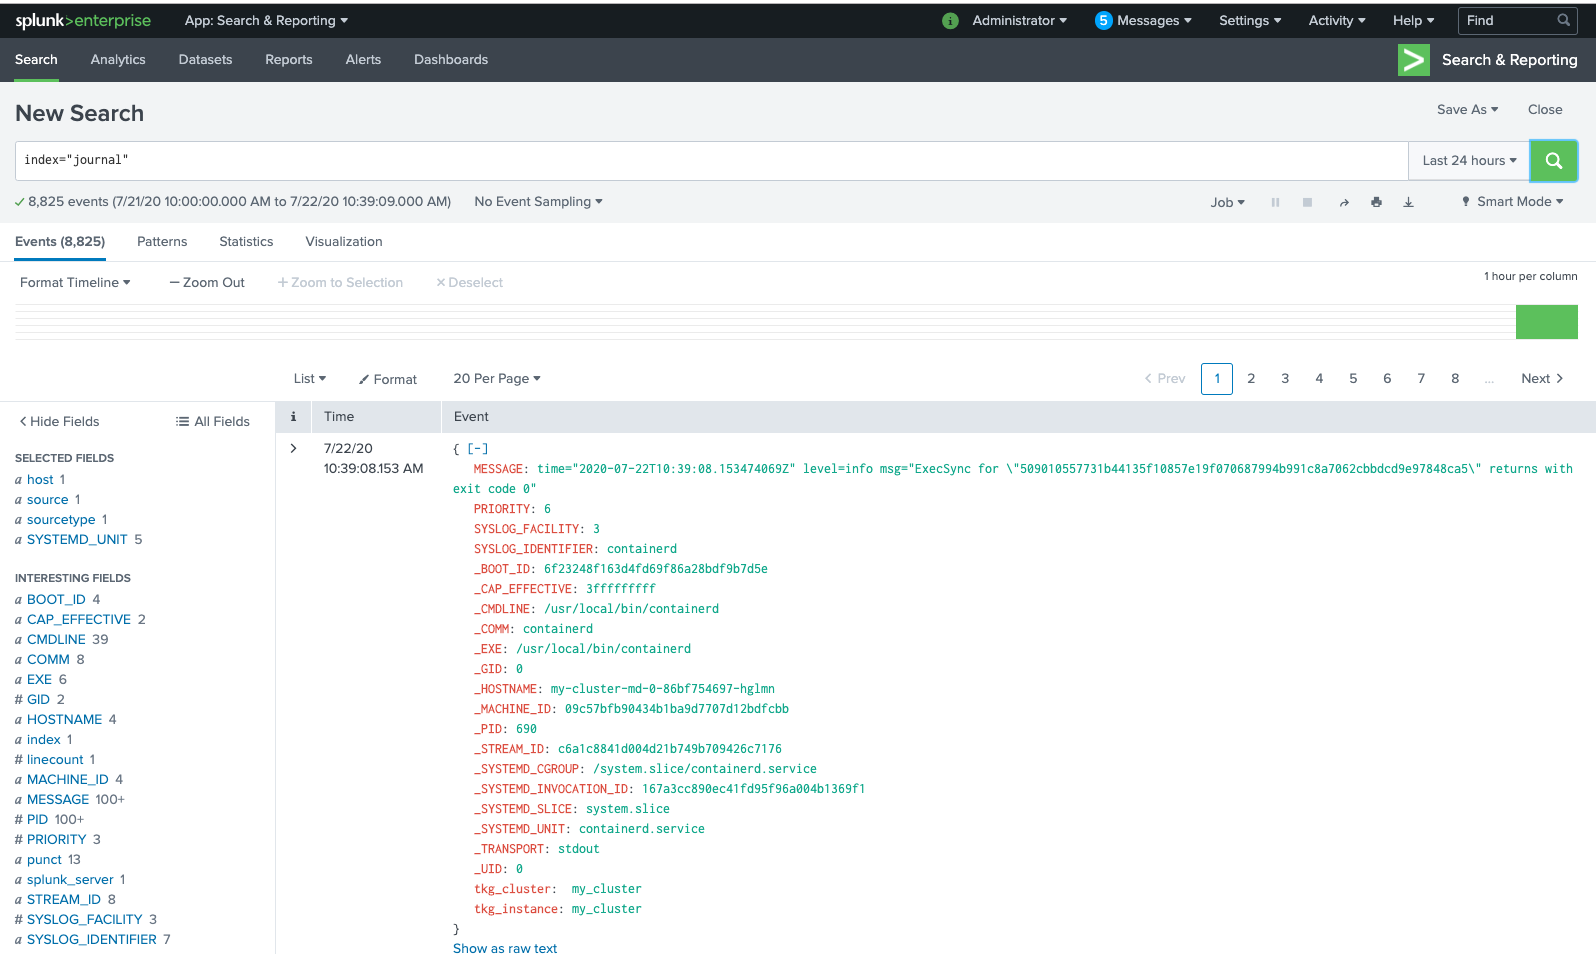 splunk>enterprise App: Search & Reporting i Administrator 5 Messages Settings Activity Help Find
Search Analytics Datasets Reports Alerts Dashboards > Search & Reporting
New Search Save As Close
index="journal" Last 24 hours
8,825 events (7/21/20 10:00:00.000 AM to 7/22/20 10:39:09.000 AM) No Event Sampling Job Smart Mode
Events (8,825) Patterns Statistics Visualization
Format Timeline — Zoom Out + Zoom to Selection × Deselect 1 hour per column
List Format 20 Per Page < Prev 1 2 3 4 5 6 7 8 ... Next >
< Hide Fields All Fields
i Time Event
SELECTED FIELDS
a host 1
a source 1
a sourcetype 1
a SYSTEMD_UNIT 5
INTERESTING FIELDS
a BOOT_ID 4
a CAP_EFFECTIVE 2
a CMDLINE 39
a COMM 8
a EXE 6
# GID 2
a HOSTNAME 4
a index 1
# linecount 1
a MACHINE_ID 4
a MESSAGE 100+
# PID 100+
# PRIORITY 3
a punct 13
a splunk_server 1
a STREAM_ID 8
# SYSLOG_FACILITY 3
a SYSLOG_IDENTIFIER 7
> 7/22/20
10:39:08.153 AM
{ [-]
MESSAGE: time="2020-07-22T10:39:08.153474069Z" level=info msg="ExecSync for \"509010557731b44135f10857e19f070687994b991c8a7062cbbdcd9e97848ca5\" returns with
exit code 0"
PRIORITY: 6
SYSLOG_FACILITY: 3
SYSLOG_IDENTIFIER: containerd
_BOOT_ID: 6f23248f163d4fd69f86a28bdf9b7d5e
_CAP_EFFECTIVE: 3fffffffff
_CMDLINE: /usr/local/bin/containerd
_COMM: containerd
_EXE: /usr/local/bin/containerd
_GID: 0
_HOSTNAME: my-cluster-md-0-86bf754697-hglmn
_MACHINE_ID: 09c57bfb90434b1ba9d7707d12bdfcbb
_PID: 690
_STREAM_ID: c6a1c8841d004d21b749b709426c7176
_SYSTEMD_CGROUP: /system.slice/containerd.service
_SYSTEMD_INVOCATION_ID: 167a3cc890ec41fd95f96a004b1369f1
_SYSTEMD_SLICE: system.slice
_SYSTEMD_UNIT: containerd.service
_TRANSPORT: stdout
_UID: 0
tkg_cluster: my_cluster
tkg_instance: my_cluster
}
Show as raw text